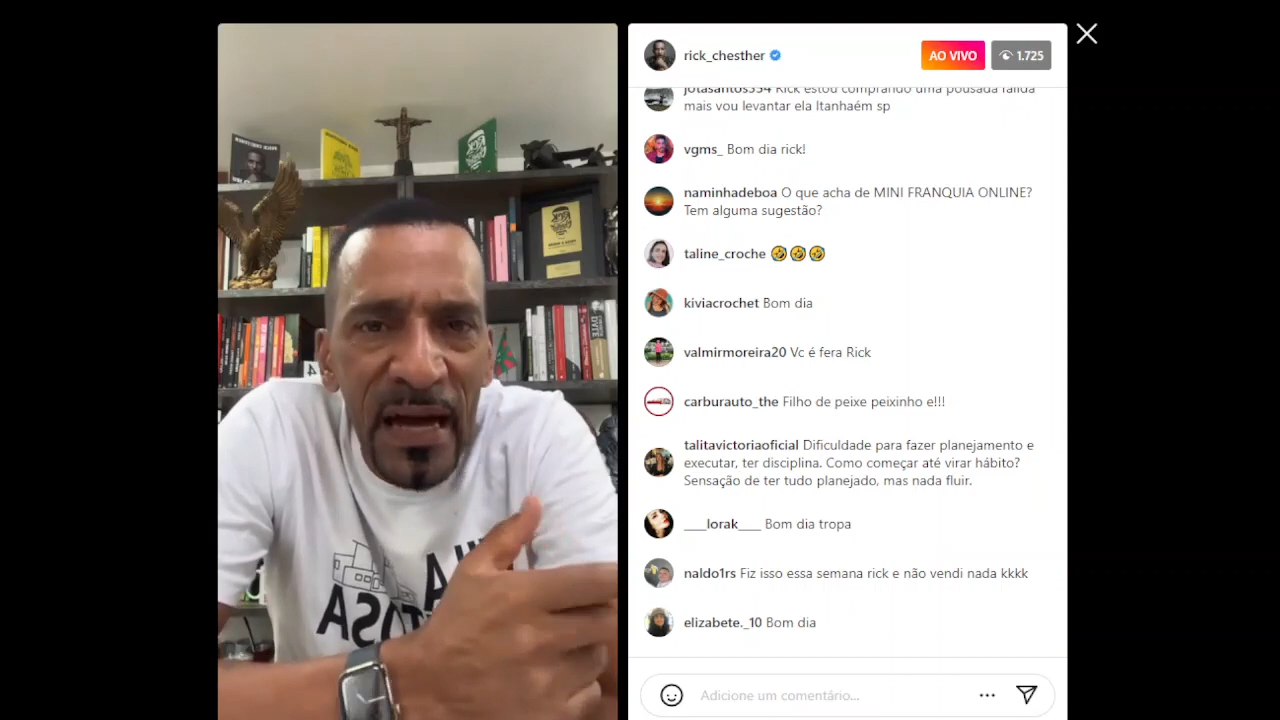 rick_chesther
AO VIVO
1.725
jotasantos354 Rick estou comprando uma pousada falida
mais vou levantar ela Itanhaém sp
vgms_ Bom dia rick!
naminhadeboa O que acha de MINI FRANQUIA ONLINE?
Tem alguma sugestão?
taline_croche 🤣🤣🤣
kiviacrochet Bom dia
valmirmoreira20 Vc é fera Rick
carburauto_the Filho de peixe peixinho e!!!
talitavictoriaoficial Dificuldade para fazer planejamento e
executar, ter disciplina. Como começar até virar hábito?
Sensação de ter tudo planejado, mas nada fluir.
____lorak____ Bom dia tropa
naldo1rs Fiz isso essa semana rick e não vendi nada kkkk
elizabete._10 Bom dia
Adicione um comentário...